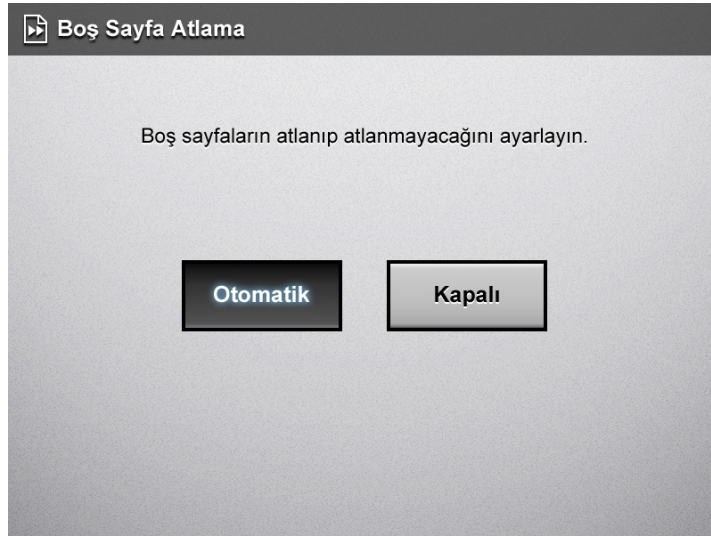 Boş Sayfa Atlama
Boş sayfaların atlanıp atlanmayacağını ayarlayın.
Otomatik
Kapalı